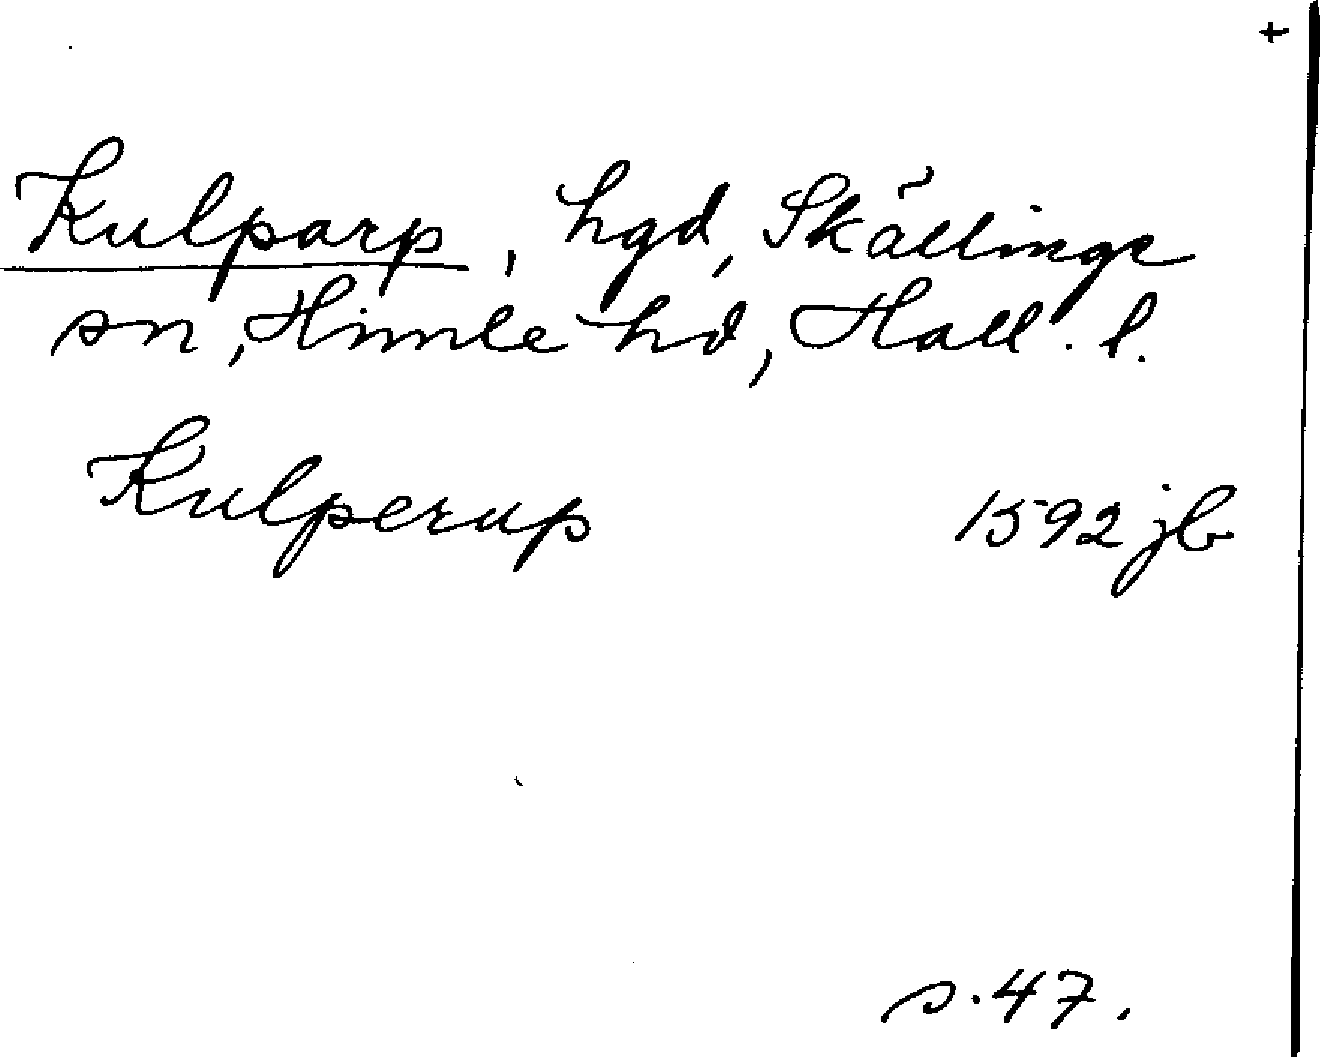 +
Kulparp, hgd, Skällinge
sn, Himle hd, Hall. l.
Kulperup 1592 jb
s. 47.